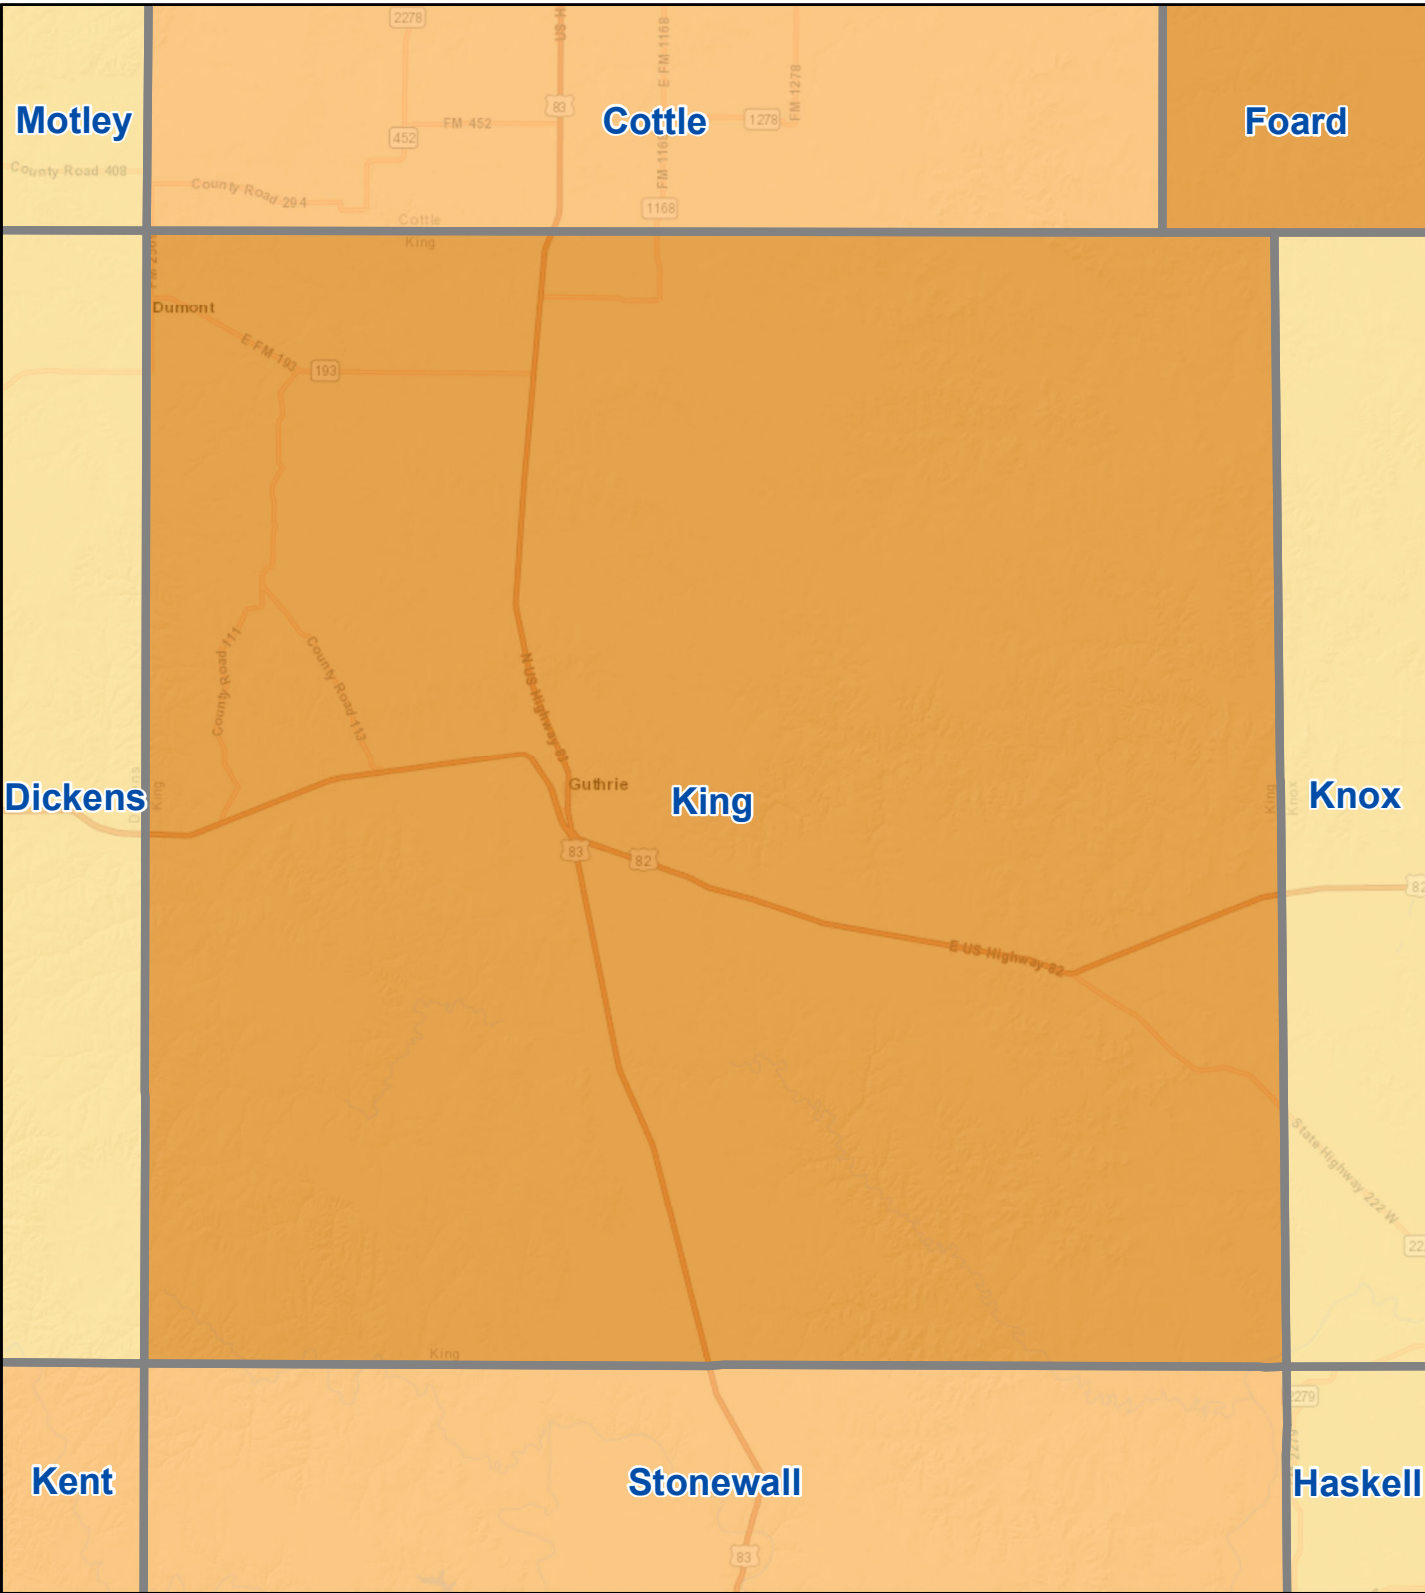 2278
US H
E FM 1168
FM 1278
83
Motley
Cottle
1278
Foard
FM 452
452
County Road 408
County Road 294
FM 1168
1168
Cottle
King
Dumont
E FM 193
193
County Road 111
County Road 113
N US Highway 83
Guthrie
Dickens
King
King
King
Knox
Knox
83
82
82
E US Highway 82
State Highway 222 W
King
2279
Kent
Stonewall
Haskell
83